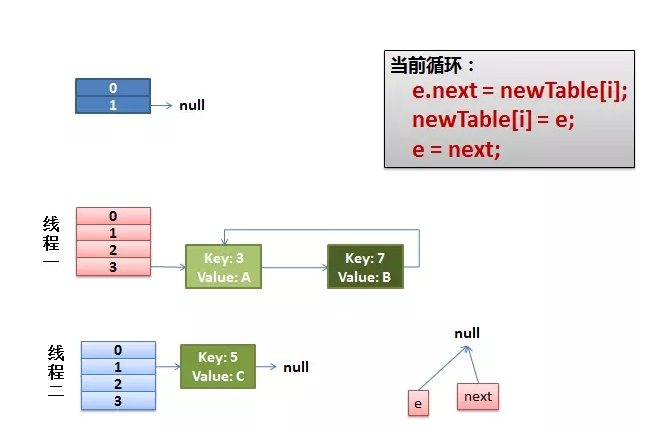 当前循环：
e.next = newTable[i];
newTable[i] = e;
e = next;
0
1
null
线程一
0
1
2
3
Key: 3
Value: A
Key: 7
Value: B
线程二
0
1
2
3
Key: 5
Value: C
null
null
e
next